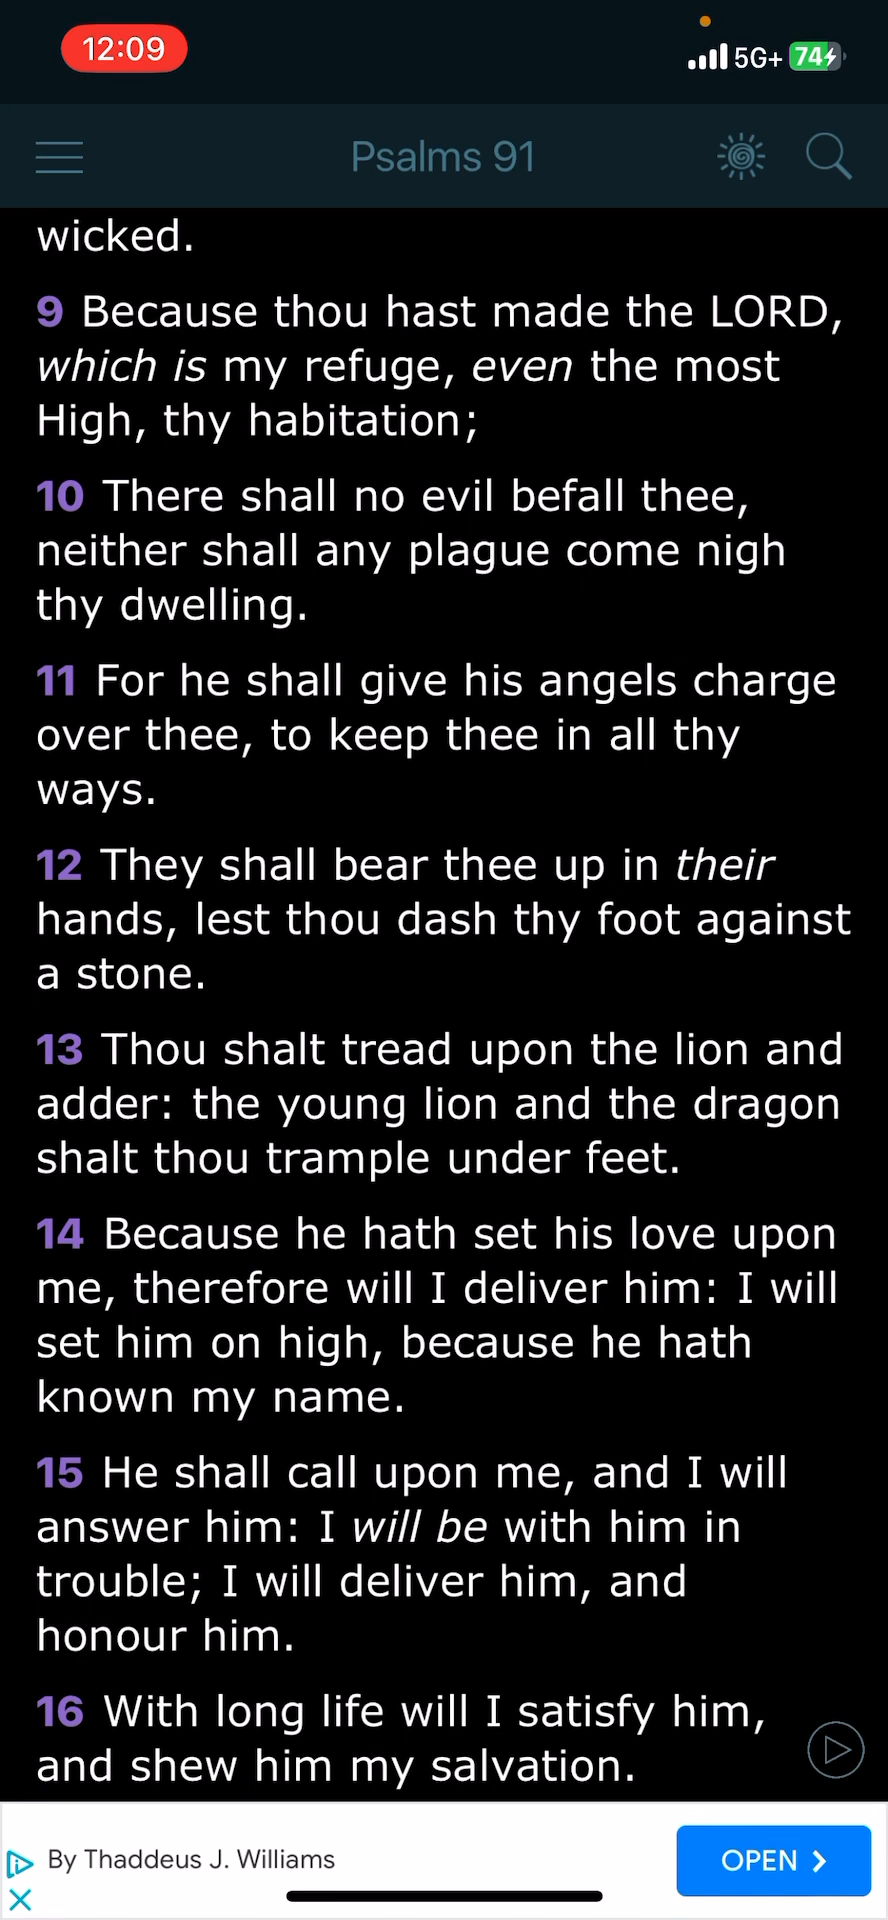 12:09
5G+ 74
Psalms 91
wicked.
9 Because thou hast made the LORD,
which is my refuge, even the most
High, thy habitation;
10 There shall no evil befall thee,
neither shall any plague come nigh
thy dwelling.
11 For he shall give his angels charge
over thee, to keep thee in all thy
ways.
12 They shall bear thee up in their
hands, lest thou dash thy foot against
a stone.
13 Thou shalt tread upon the lion and
adder: the young lion and the dragon
shalt thou trample under feet.
14 Because he hath set his love upon
me, therefore will I deliver him: I will
set him on high, because he hath
known my name.
15 He shall call upon me, and I will
answer him: I will be with him in
trouble; I will deliver him, and
honour him.
16 With long life will I satisfy him,
and shew him my salvation.
By Thaddeus J. Williams
OPEN